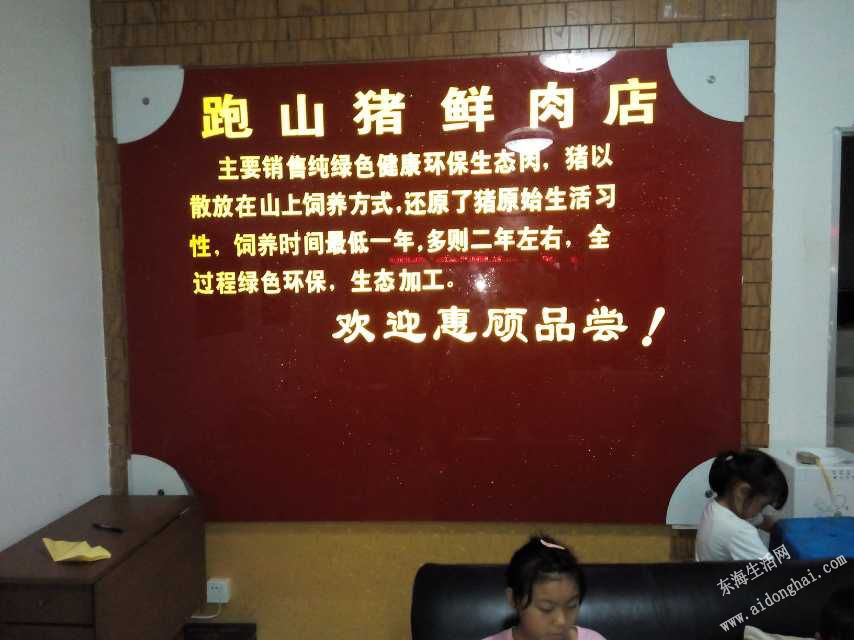 跑山猪鲜肉店
主要销售纯绿色健康环保生态肉，猪以
散放在山上饲养方式，还原了猪原始生活习
性，饲养时间最低一年，多则二年左右，全
过程绿色环保，生态加工。
欢迎惠顾品尝！
东海生活网
www.aidonghai.com